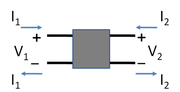 I1 I2
+ +
V1 V2
− −
I1 I2